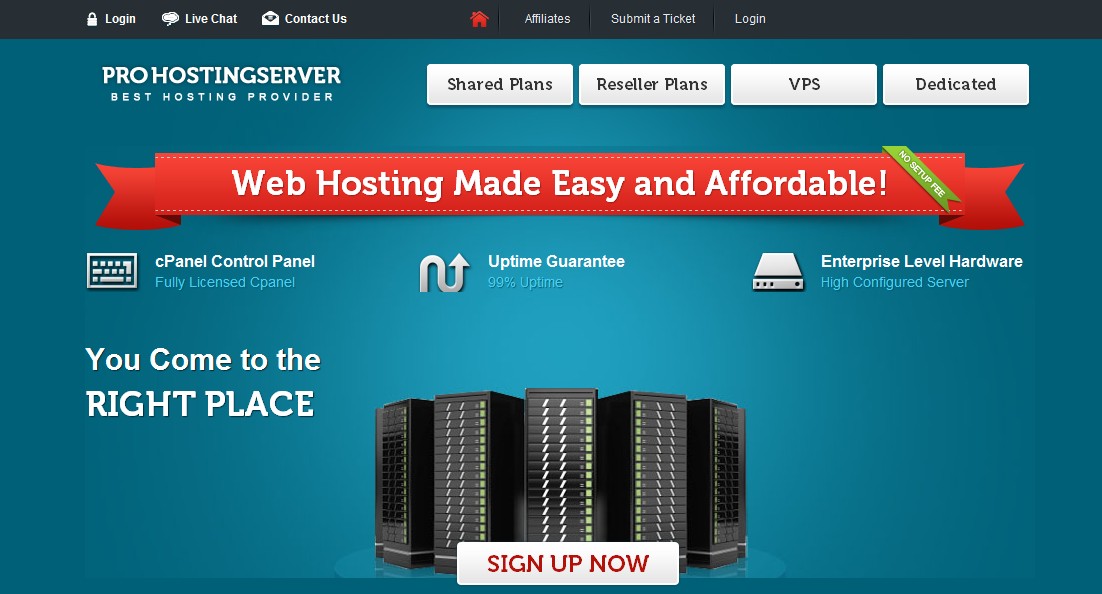 Login
Live Chat
Contact Us
Affiliates
Submit a Ticket
Login
PRO HOSTINGSERVER
BEST HOSTING PROVIDER
Shared Plans
Reseller Plans
VPS
Dedicated
Web Hosting Made Easy and Affordable!
NO SETUP FEE
cPanel Control Panel
Fully Licensed Cpanel
Uptime Guarantee
99% Uptime
Enterprise Level Hardware
High Configured Server
You Come to the
RIGHT PLACE
SIGN UP NOW